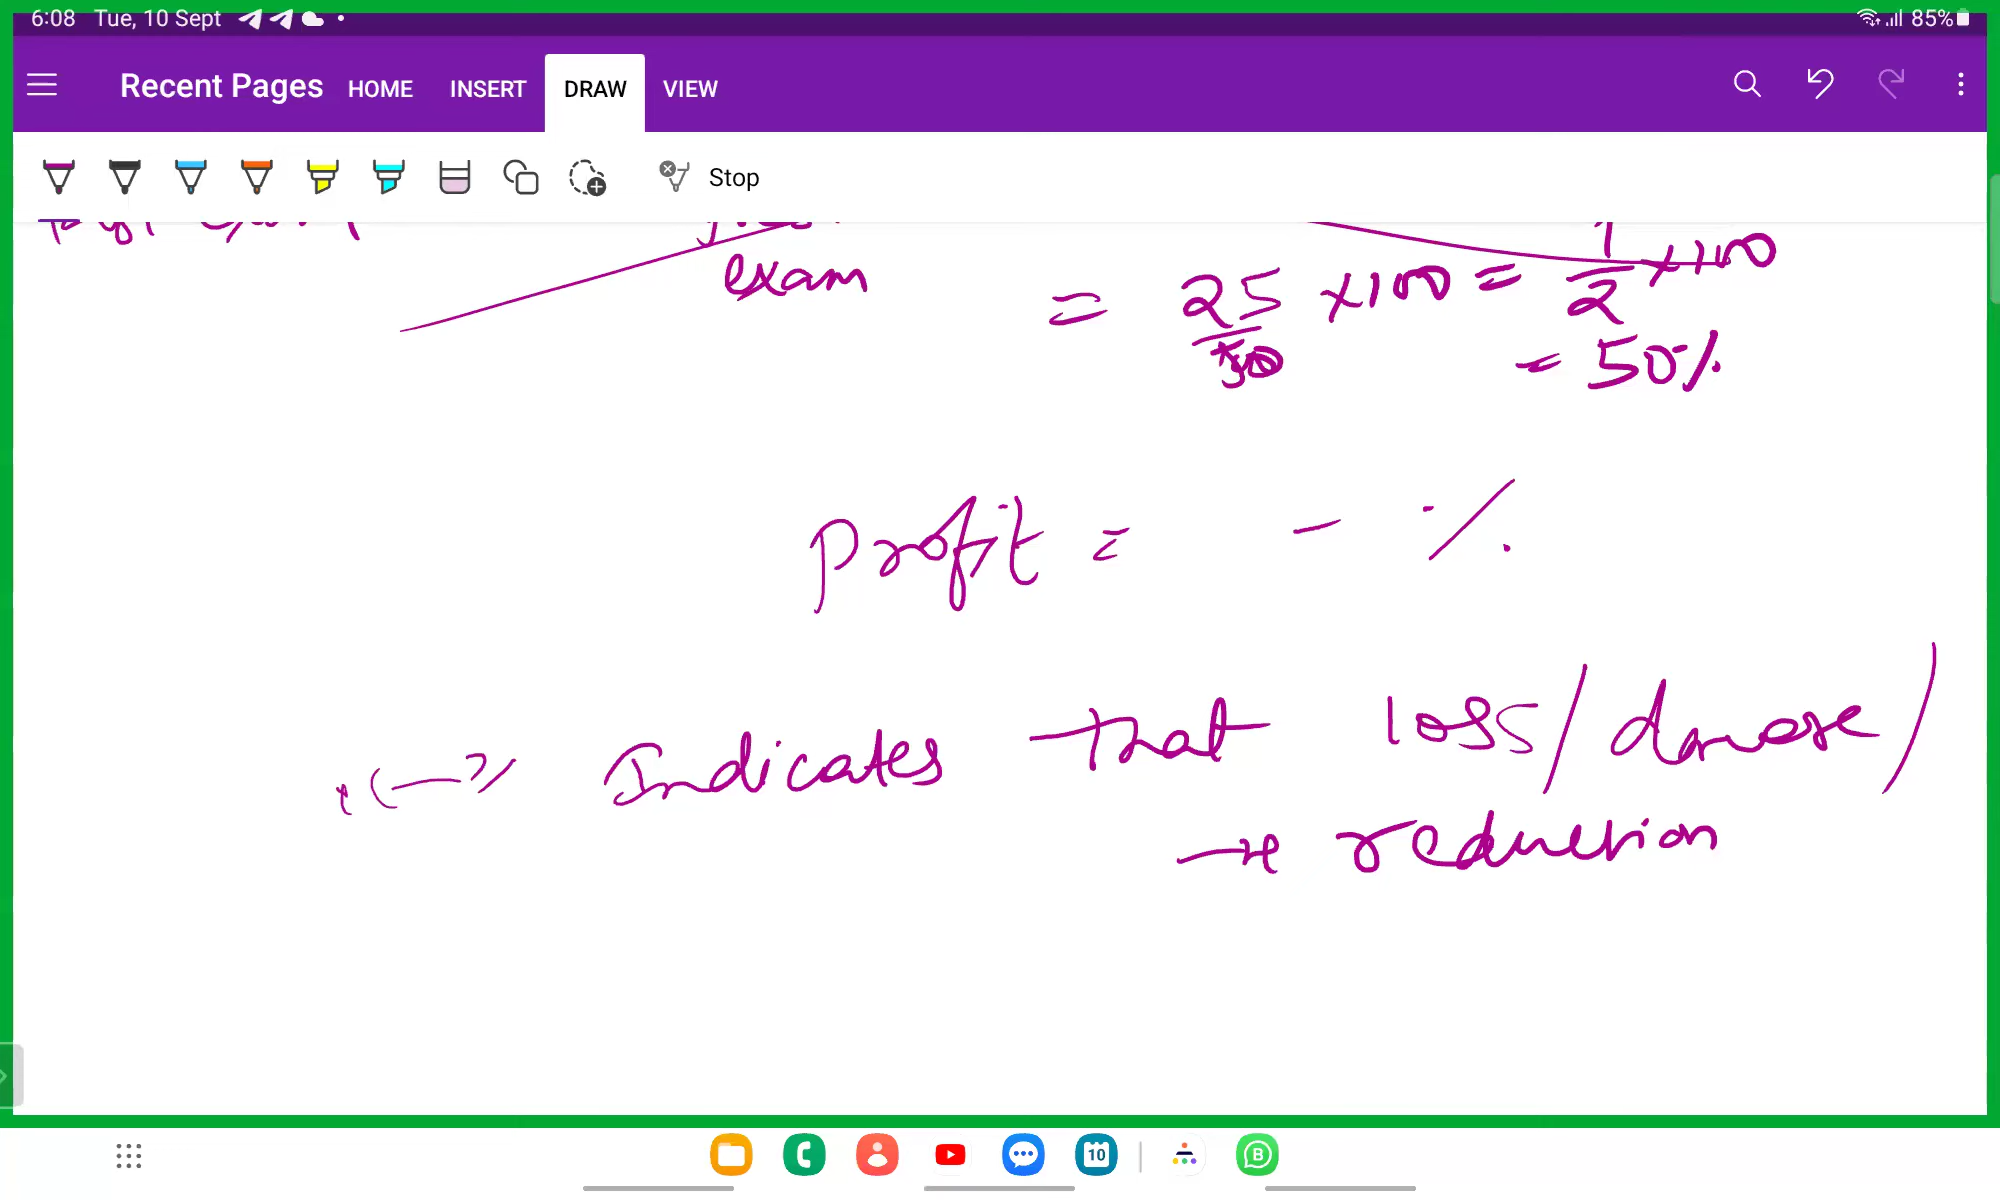 6:08 Tue, 10 Sept 85%
Recent Pages HOME INSERT DRAW VIEW
Stop
exam
= 25/50 ×100 = 1/2 ×100
= 50%
Profit = - %
"(-)" Indicates that loss/
-ve reduction
10
B